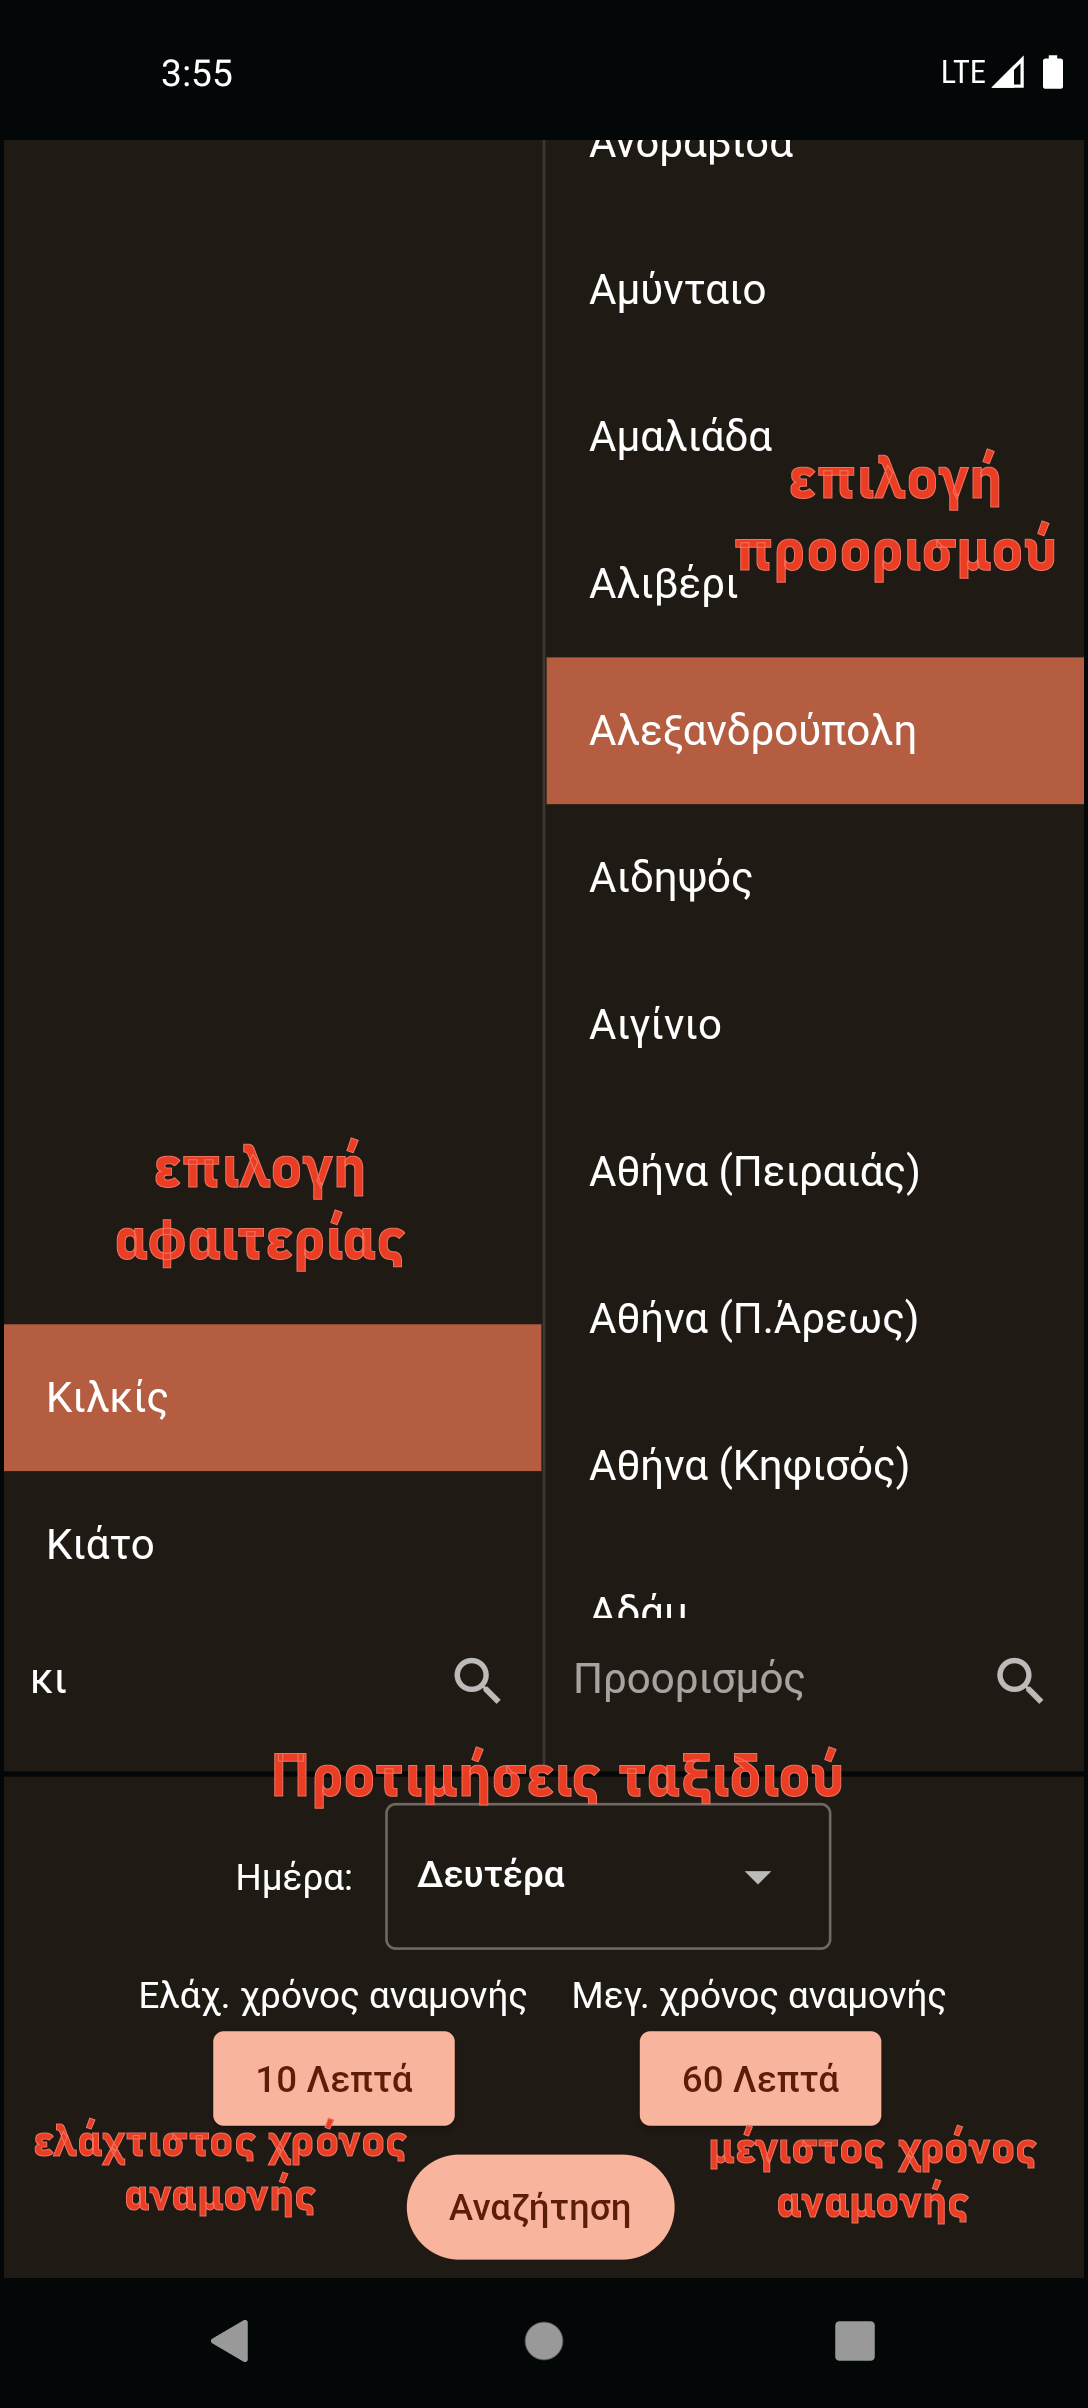 3:55
LTE
Ανδραβίδα
Αμύνταιο
Αμαλιάδα
επιλογή
προορισμού
Αλιβέρι
Αλεξανδρούπολη
Αιδηψός
Αιγίνιο
Αθήνα (Πειραιάς)
Αθήνα (Π.Άρεως)
Αθήνα (Κηφισός)
Αδάμ
επιλογή
αφαιτερίας
Κιλκίς
Κιάτο
κι
Προορισμός
Προτιμήσεις ταξιδιού
Ημέρα:
Δευτέρα
Ελάχ. χρόνος αναμονής
Μεγ. χρόνος αναμονής
10 Λεπτά
60 Λεπτά
ελάχτιστος χρόνος
αναμονής
μέγιστος χρόνος
αναμονής
Αναζήτηση